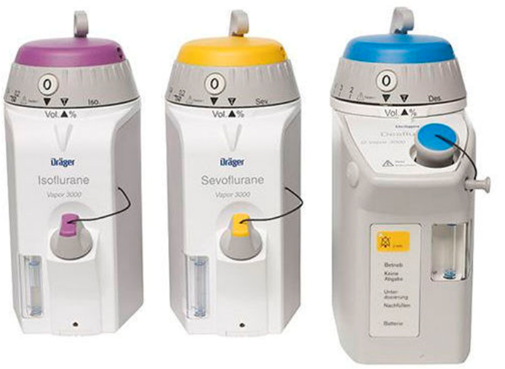 0
Iso.
Vol.▲%
Dräger
Isoflurane
Vapor 3000
0
Sev.
Vol.▲%
Dräger
Sevoflurane
Vapor 3000
0
Des.
Vol.▲%
Dräger
Betrieb
Keine
Abgabe
Unter
Nachfüllen
Batterie